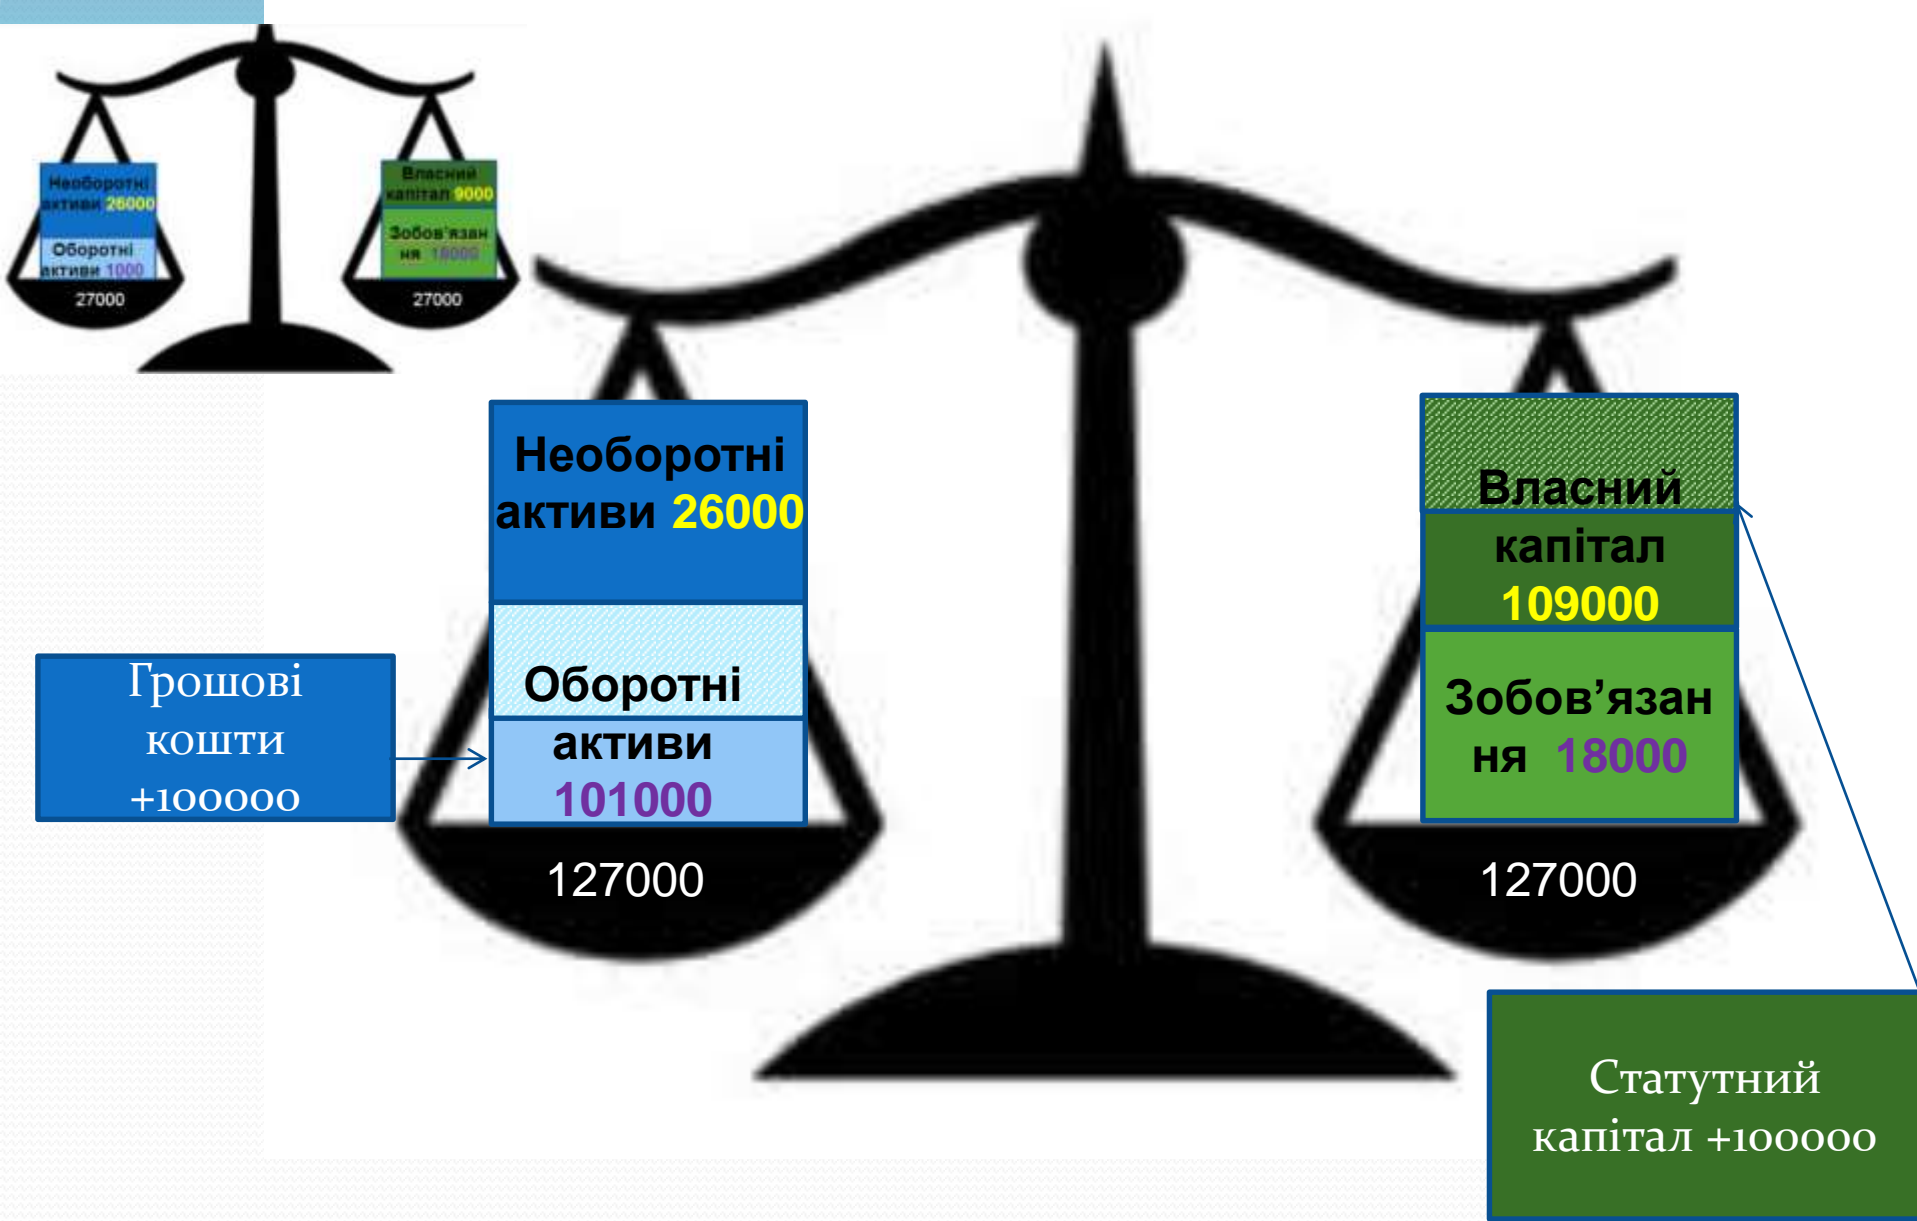 Необоротні
активи 26000
Оборотні
активи 1000
27000
Власний
капітал 9000
Зобов’язан
ня 18000
27000
Необоротні
активи 26000
Оборотні
активи
101000
127000
Грошові
кошти
+100000
Власний
капітал
109000
Зобов’язан
ня 18000
127000
Статутний
капітал +100000